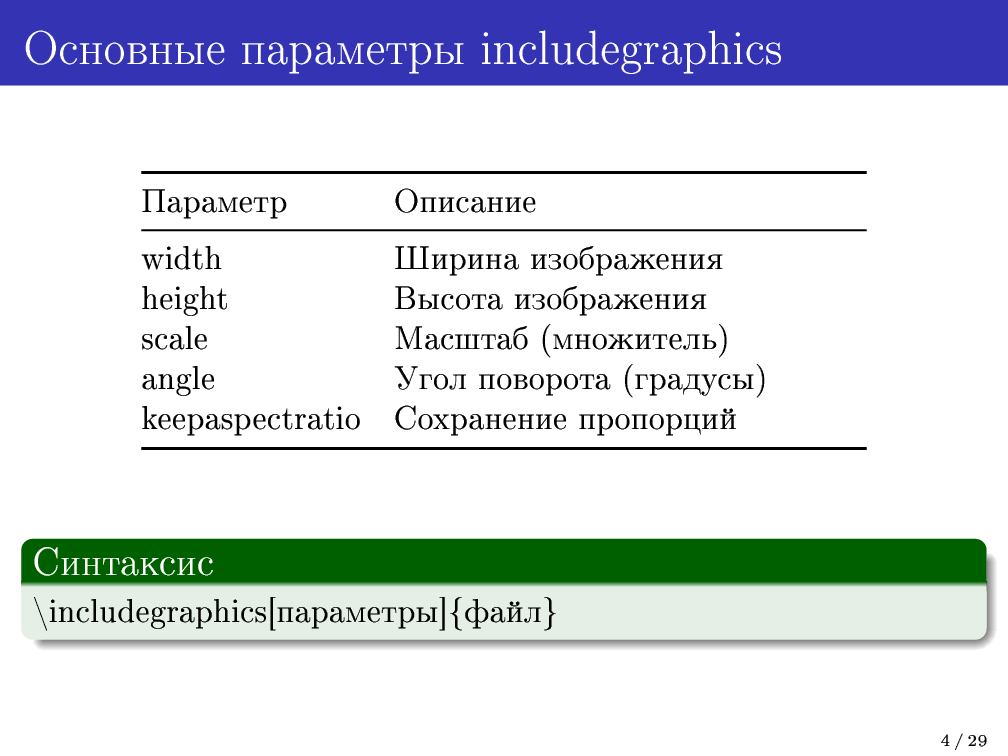 Основные параметры includegraphics
Параметр Описание
width Ширина изображения
height Высота изображения
scale Масштаб (множитель)
angle Угол поворота (градусы)
keepaspectratio Сохранение пропорций
Синтаксис
\includegraphics[параметры]{файл}
4 / 29